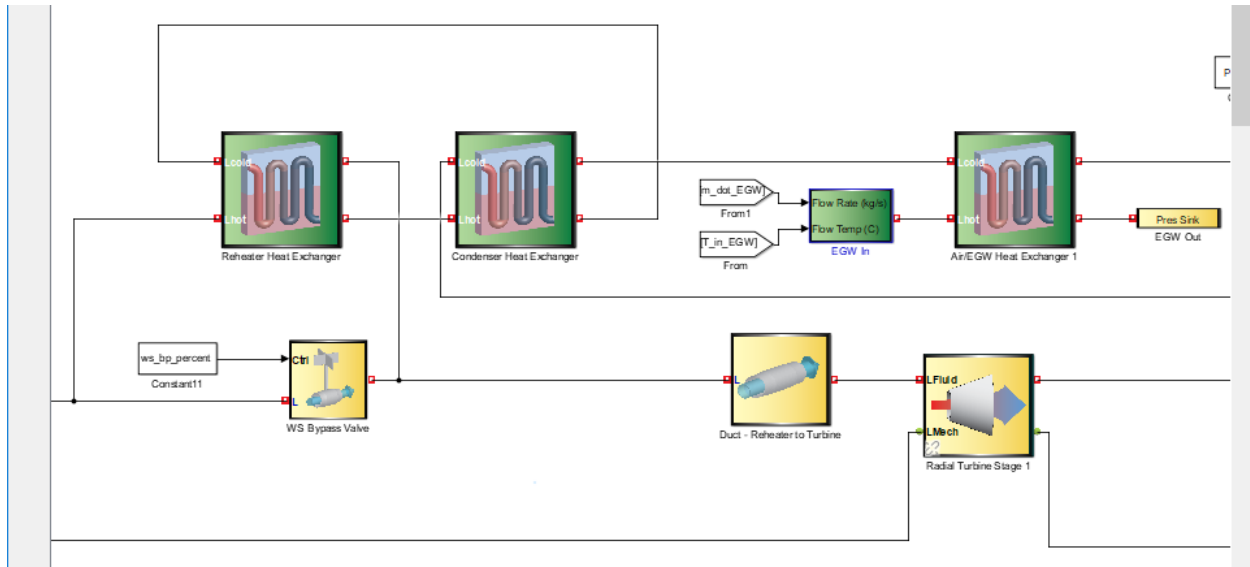 Lcold
Lhot
Reheater Heat Exchanger
Lcold
Lhot
Condenser Heat Exchanger
[m_dot_EGW]
From1
[T_in_EGW]
From
Flow Rate (kg/s)
Flow Temp (C)
EGW In
Lcold
Lhot
Air/EGW Heat Exchanger 1
Pres Sink
EGW Out
ws_bp_percent
Constant11
Ctrl
L
WS Bypass Valve
L
Duct - Reheater to Turbine
LFluid
LMech
Radial Turbine Stage 1